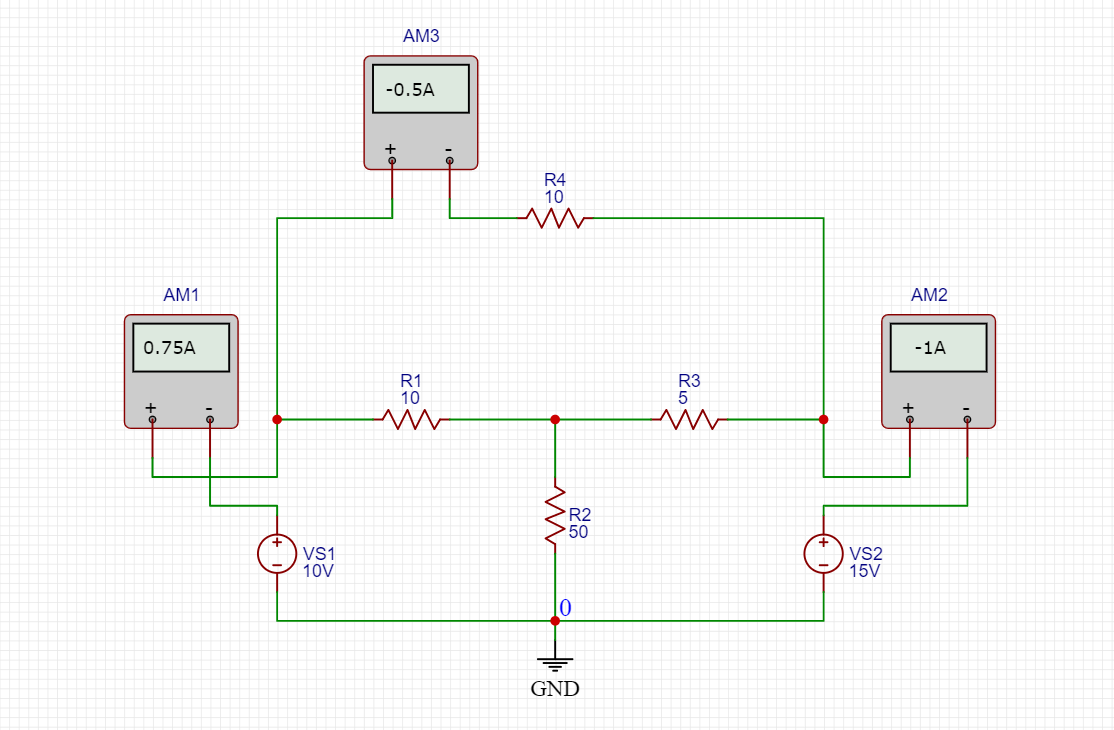 AM3
-0.5A
+ -
R4
10
AM1
0.75A
+ -
AM2
-1A
+ -
R1
10
R3
5
R2
50
+
-
VS1
10V
+
-
VS2
15V
0
GND